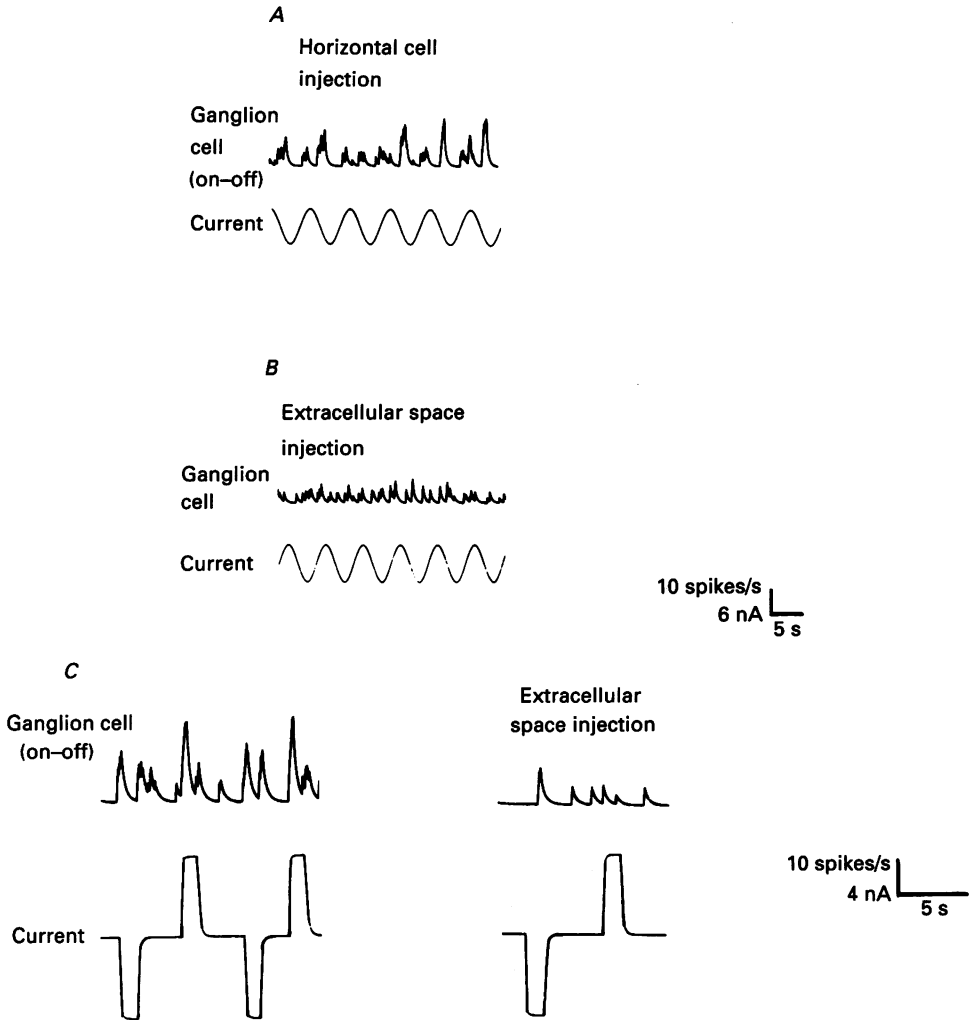 A
Horizontal cell
injection
Ganglion
cell
(on–off)
Current
B
Extracellular space
injection
Ganglion
cell
Current
10 spikes/s
6 nA
5 s
C
Ganglion cell
(on–off)
Extracellular
space injection
Current
10 spikes/s
4 nA
5 s